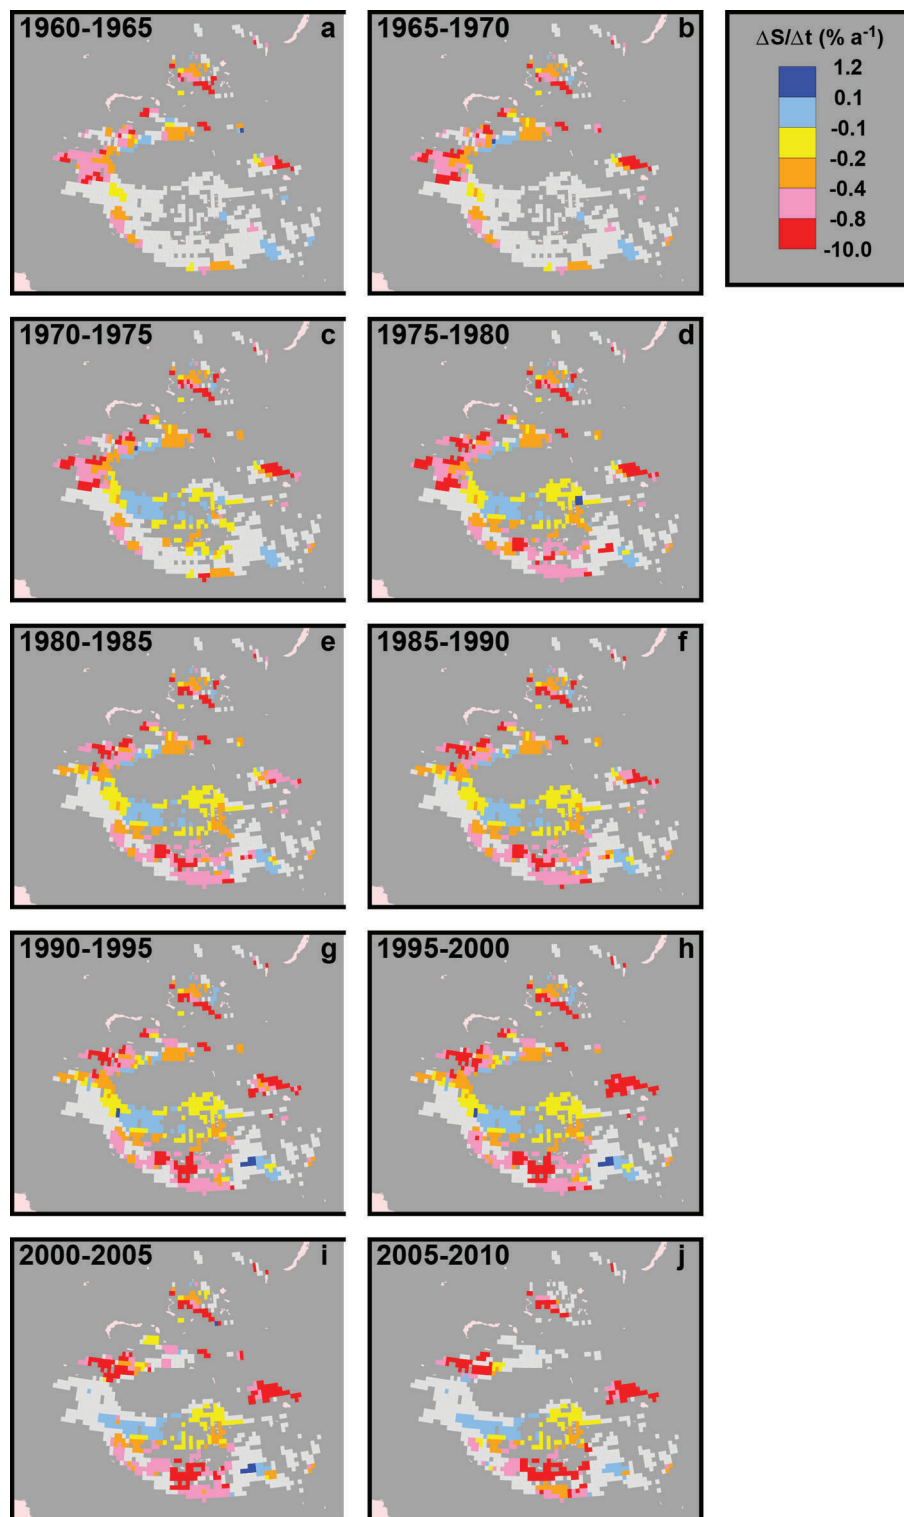 1960-1965 a
1965-1970 b
ΔS/Δt (% a⁻¹)
1.2
0.1
-0.1
-0.2
-0.4
-0.8
-10.0
1970-1975 c
1975-1980 d
1980-1985 e
1985-1990 f
1990-1995 g
1995-2000 h
2000-2005 i
2005-2010 j